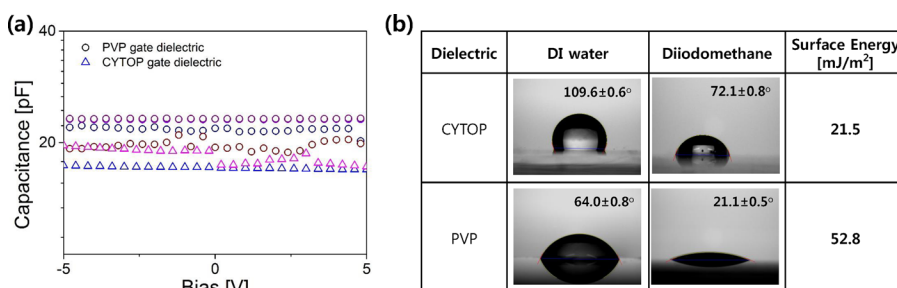 (a)
40
20
Capacitance [pF]
PVP gate dielectric
CYTOP gate dielectric
-5
0
5
Bias [V]
(b)
Dielectric
DI water
Diiodomethane
Surface Energy
[mJ/m²]
CYTOP
109.6±0.6°
72.1±0.8°
21.5
PVP
64.0±0.8°
21.1±0.5°
52.8